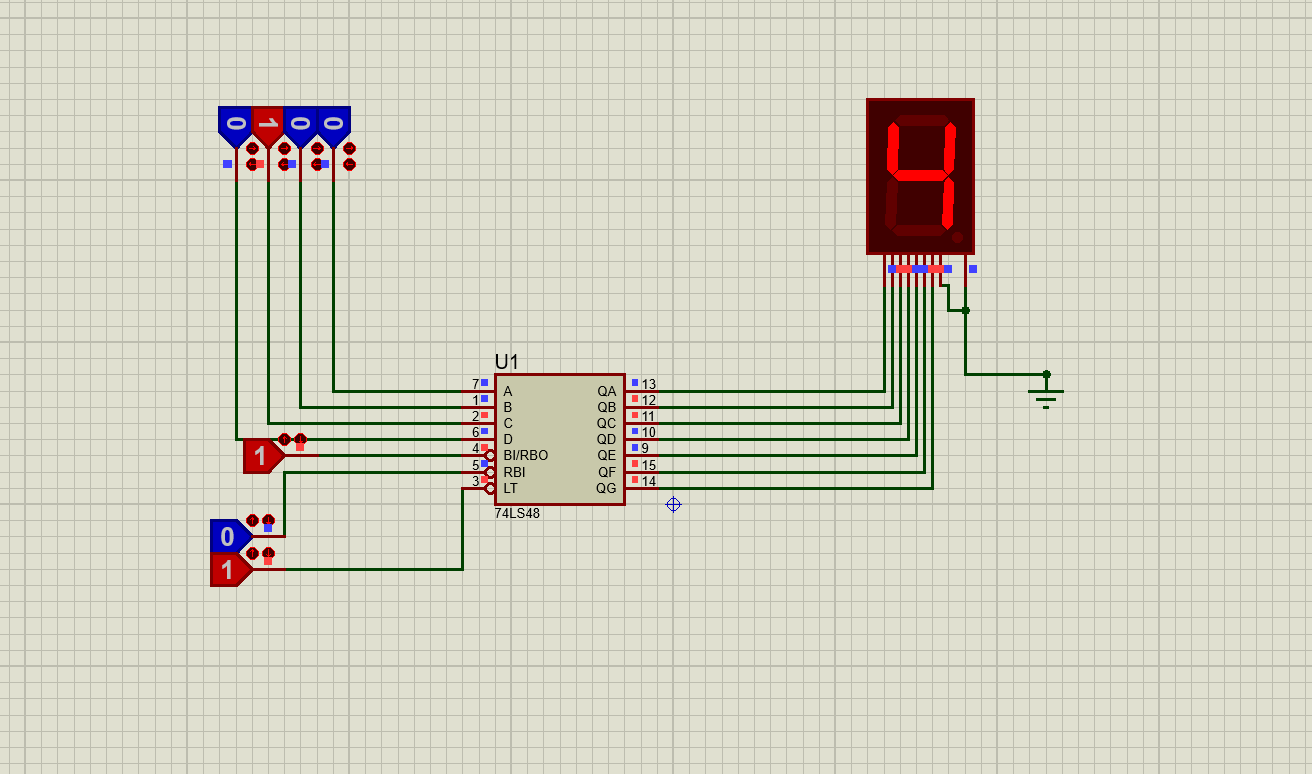 0 1 0 0
4
U1
7 A QA 13
1 B QB 12
2 C QC 11
6 D QD 10
1 4 BI/RBO QE 9
5 RBI QF 15
3 LT QG 14
74LS48
0
1